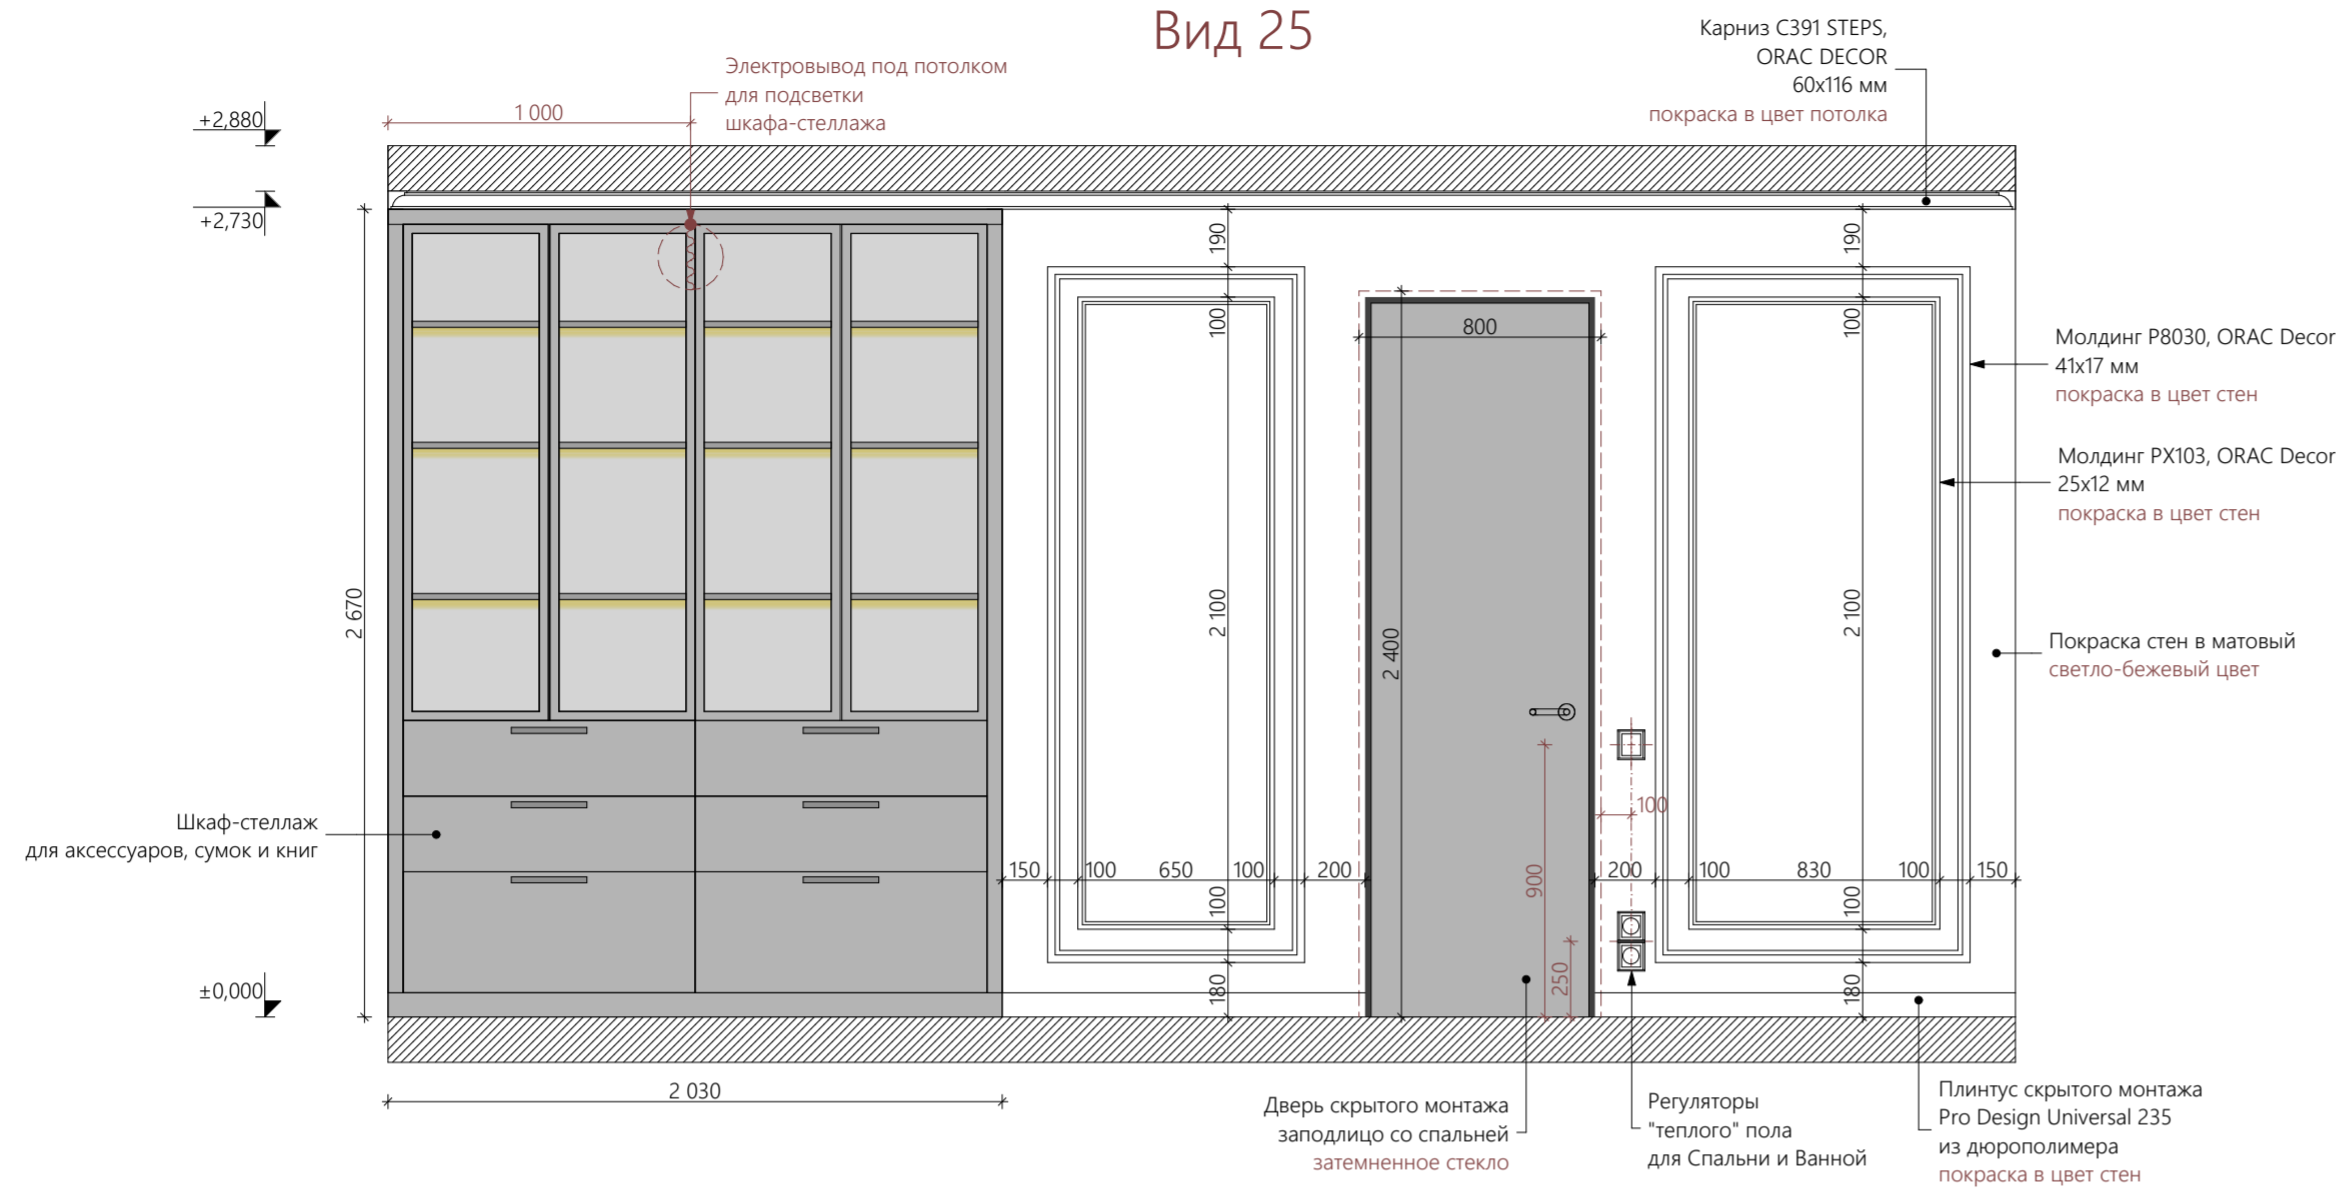 Вид 25
Карниз C391 STEPS,
ORAC DECOR
60x116 мм
покраска в цвет потолка
Электровывод под потолком
для подсветки
шкафа-стеллажа
1 000
+2,880
+2,730
190
190
100
100
800
Молдинг P8030, ORAC Decor
41x17 мм
покраска в цвет стен
Молдинг PX103, ORAC Decor
25x12 мм
покраска в цвет стен
2 670
2 100
2 400
2 100
Покраска стен в матовый
светло-бежевый цвет
Шкаф-стеллаж
для аксессуаров, сумок и книг
100
150
100
650
100
200
900
200
100
830
100
150
100
100
250
180
180
±0,000
2 030
Дверь скрытого монтажа
заподлицо со спальней
затемненное стекло
Регуляторы
"теплого" пола
для Спальни и Ванной
Плинтус скрытого монтажа
Pro Design Universal 235
из дюрополимера
покраска в цвет стен